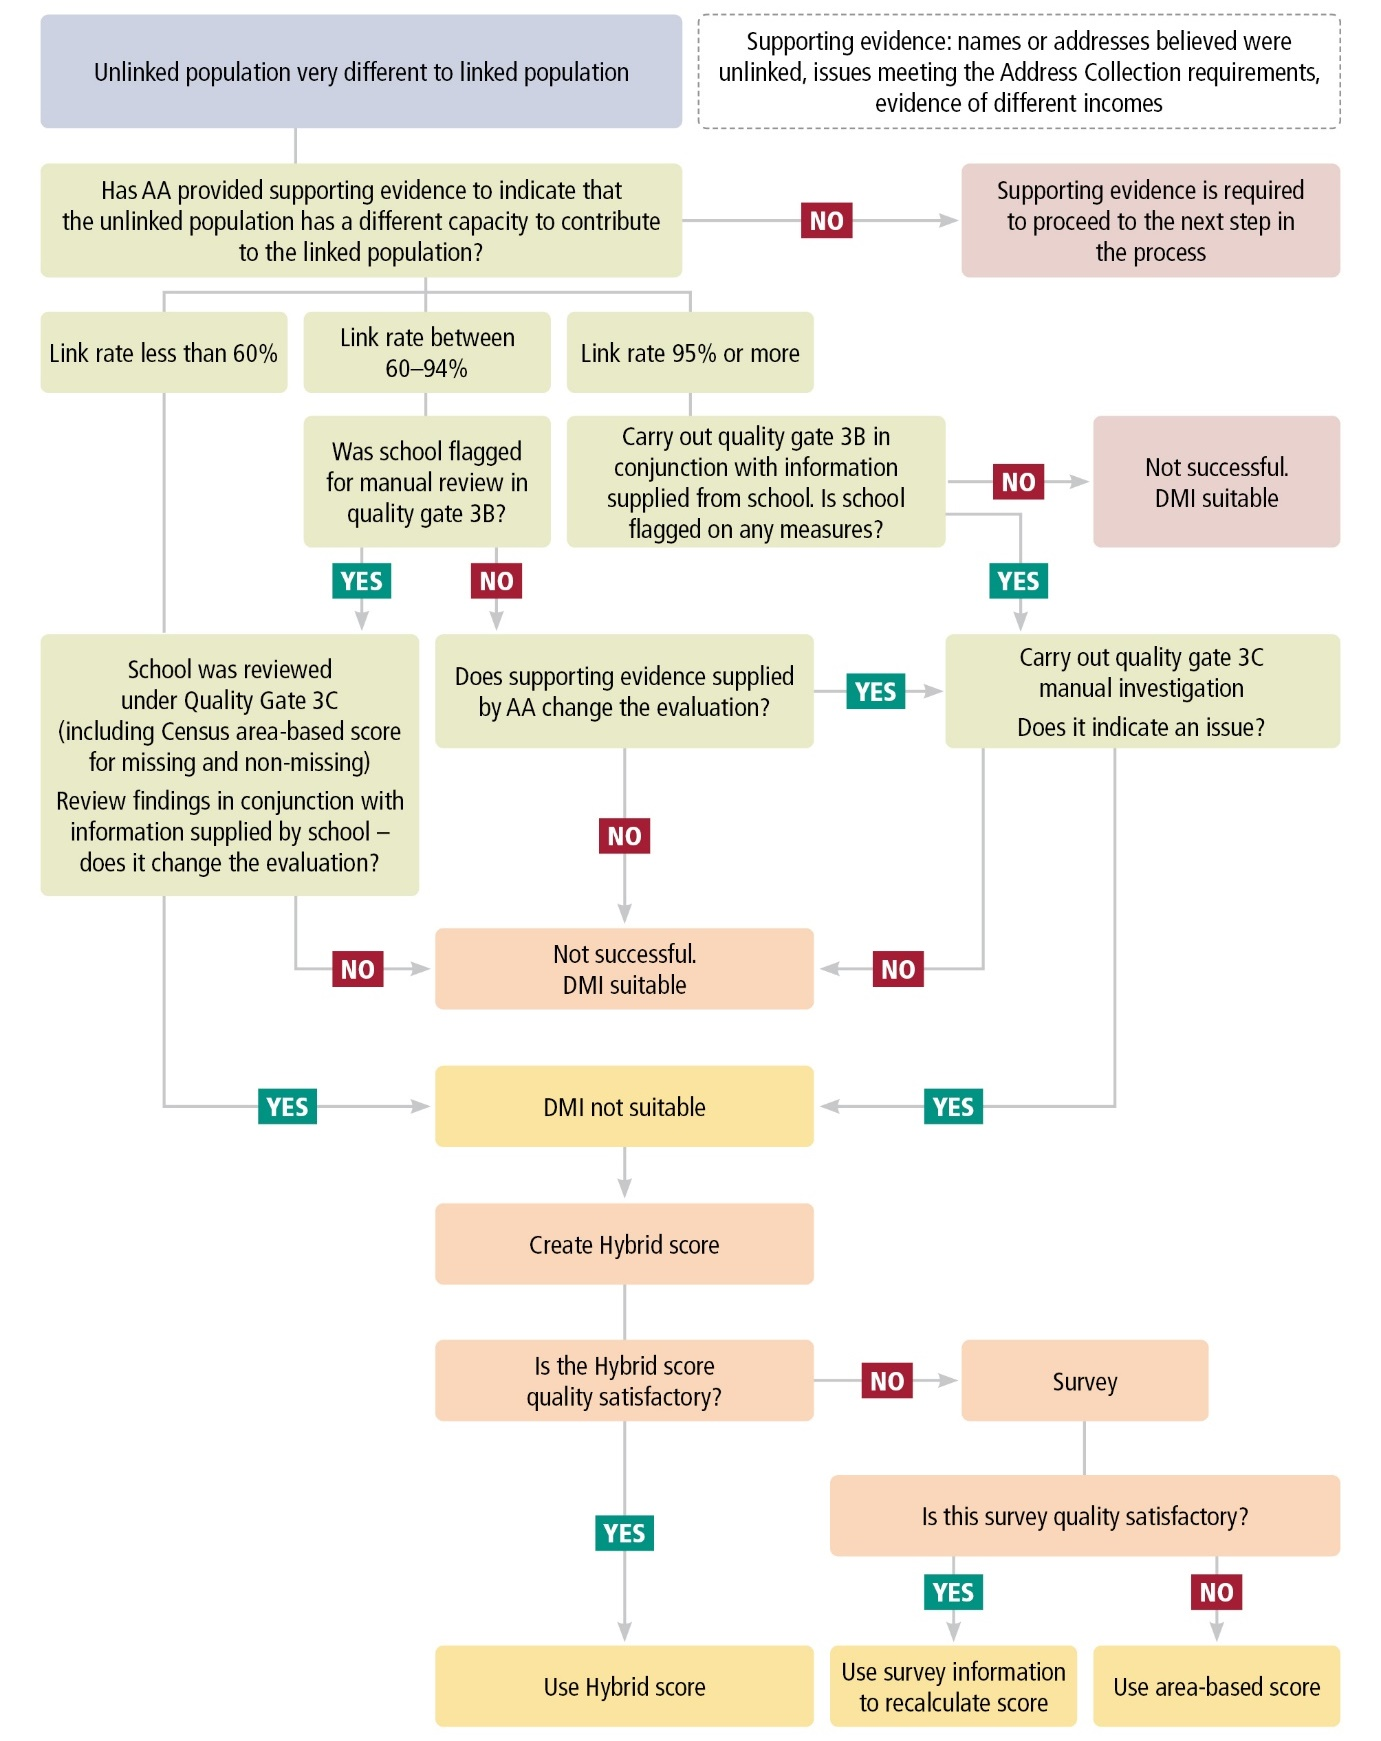 Unlinked population very different to linked population
Supporting evidence: names or addresses believed were
unlinked, issues meeting the Address Collection requirements,
evidence of different incomes
Has AA provided supporting evidence to indicate that
the unlinked population has a different capacity to contribute
to the linked population?
NO
Supporting evidence is required
to proceed to the next step in
the process
Link rate less than 60%
Link rate between
60–94%
Link rate 95% or more
Was school flagged
for manual review in
quality gate 3B?
Carry out quality gate 3B in
conjunction with information
supplied from school. Is school
flagged on any measures?
NO
Not successful.
DMI suitable
YES
NO
YES
School was reviewed
under Quality Gate 3C
(including Census area-based score
for missing and non-missing)
Review findings in conjunction with
information supplied by school –
does it change the evaluation?
Does supporting evidence supplied
by AA change the evaluation?
YES
Carry out quality gate 3C
manual investigation
Does it indicate an issue?
NO
NO
Not successful.
DMI suitable
NO
YES
DMI not suitable
YES
Create Hybrid score
Is the Hybrid score
quality satisfactory?
NO
Survey
YES
Is this survey quality satisfactory?
YES
NO
Use Hybrid score
Use survey information
to recalculate score
Use area-based score